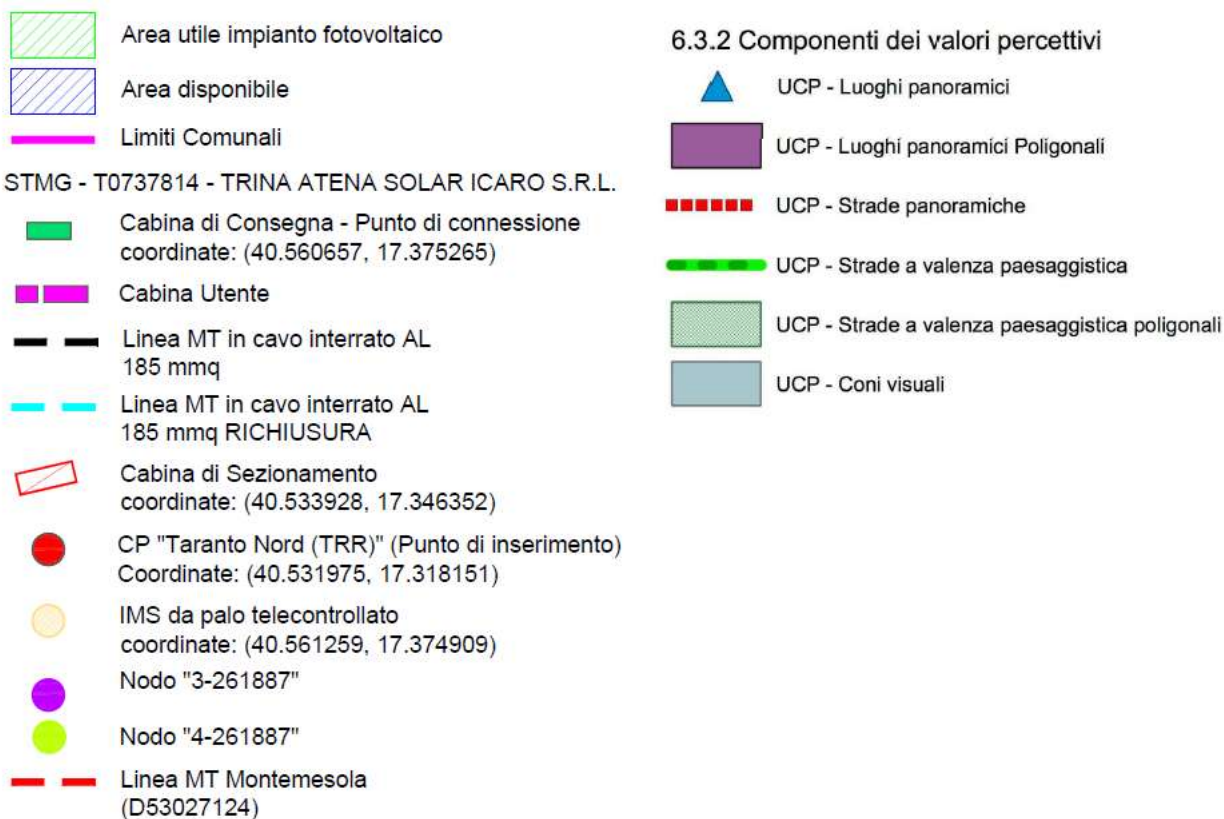 Area utile impianto fotovoltaico
Area disponibile
Limiti Comunali
STMG - T0737814 - TRINA ATENA SOLAR ICARO S.R.L.
Cabina di Consegna - Punto di connessione
coordinate: (40.560657, 17.375265)
Cabina Utente
Linea MT in cavo interrato AL
185 mmq
Linea MT in cavo interrato AL
185 mmq RICHIUSURA
Cabina di Sezionamento
coordinate: (40.533928, 17.346352)
CP "Taranto Nord (TRR)" (Punto di inserimento)
Coordinate: (40.531975, 17.318151)
IMS da palo telecontrollato
coordinate: (40.561259, 17.374909)
Nodo "3-261887"
Nodo "4-261887"
Linea MT Montemesola
(D53027124)
6.3.2 Componenti dei valori percettivi
UCP - Luoghi panoramici
UCP - Luoghi panoramici Poligonali
UCP - Strade panoramiche
UCP - Strade a valenza paesaggistica
UCP - Strade a valenza paesaggistica poligonali
UCP - Coni visuali